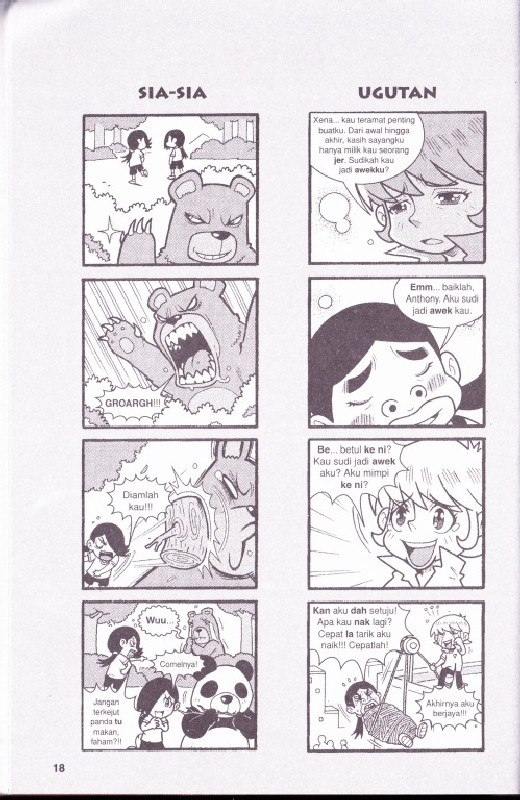 SIA-SIA
GROARGH!!!
Diamlah
kau!!!
Wuu...
Comelnya!
Jangan
terkejut
panda tu
makan,
faham?!!
UGUTAN
Xena... kau teramat penting
buatku. Dari awal hingga
akhir, kasih sayangku
hanya milik kau seorang
jer. Sudikah kau
jadi awekku?
Emm... baiklah,
Anthony. Aku sudi
jadi awek kau.
Be... betul ke ni?
Kau sudi jadi awek
aku? Aku mimpi
ke ni?
Kan aku dah setuju!
Apa kau nak lagi?
Cepat la tarik aku
naik!!! Cepatlah!
Akhirnya aku
berjaya!!!
18